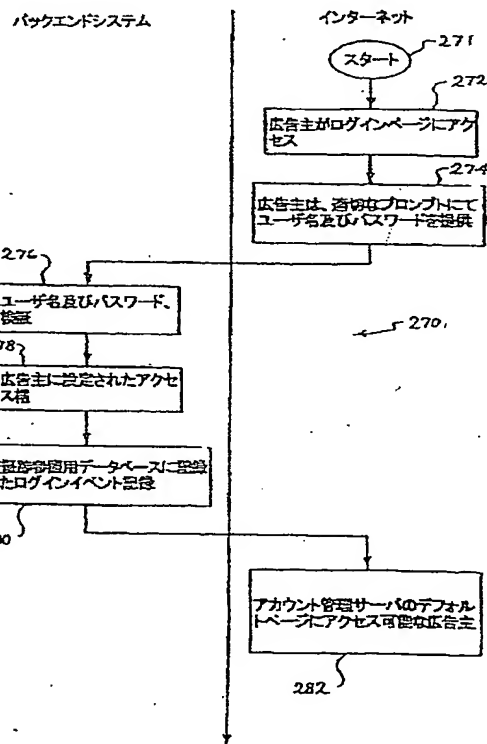 バックエンドシステム
インターネット
スタート
271
272
広告主がログインページにアク
セス
274
広告主は、適切なプロンプトにて
ユーザ名及びパスワードを提供
276
ユーザ名及びパスワード、
検証
270
78
広告主に設定されたアクセ
ス権
データベースに記録
たログインイベント記録
アカウント管理サーバのデフォル
トページにアクセス可能な広告主
282